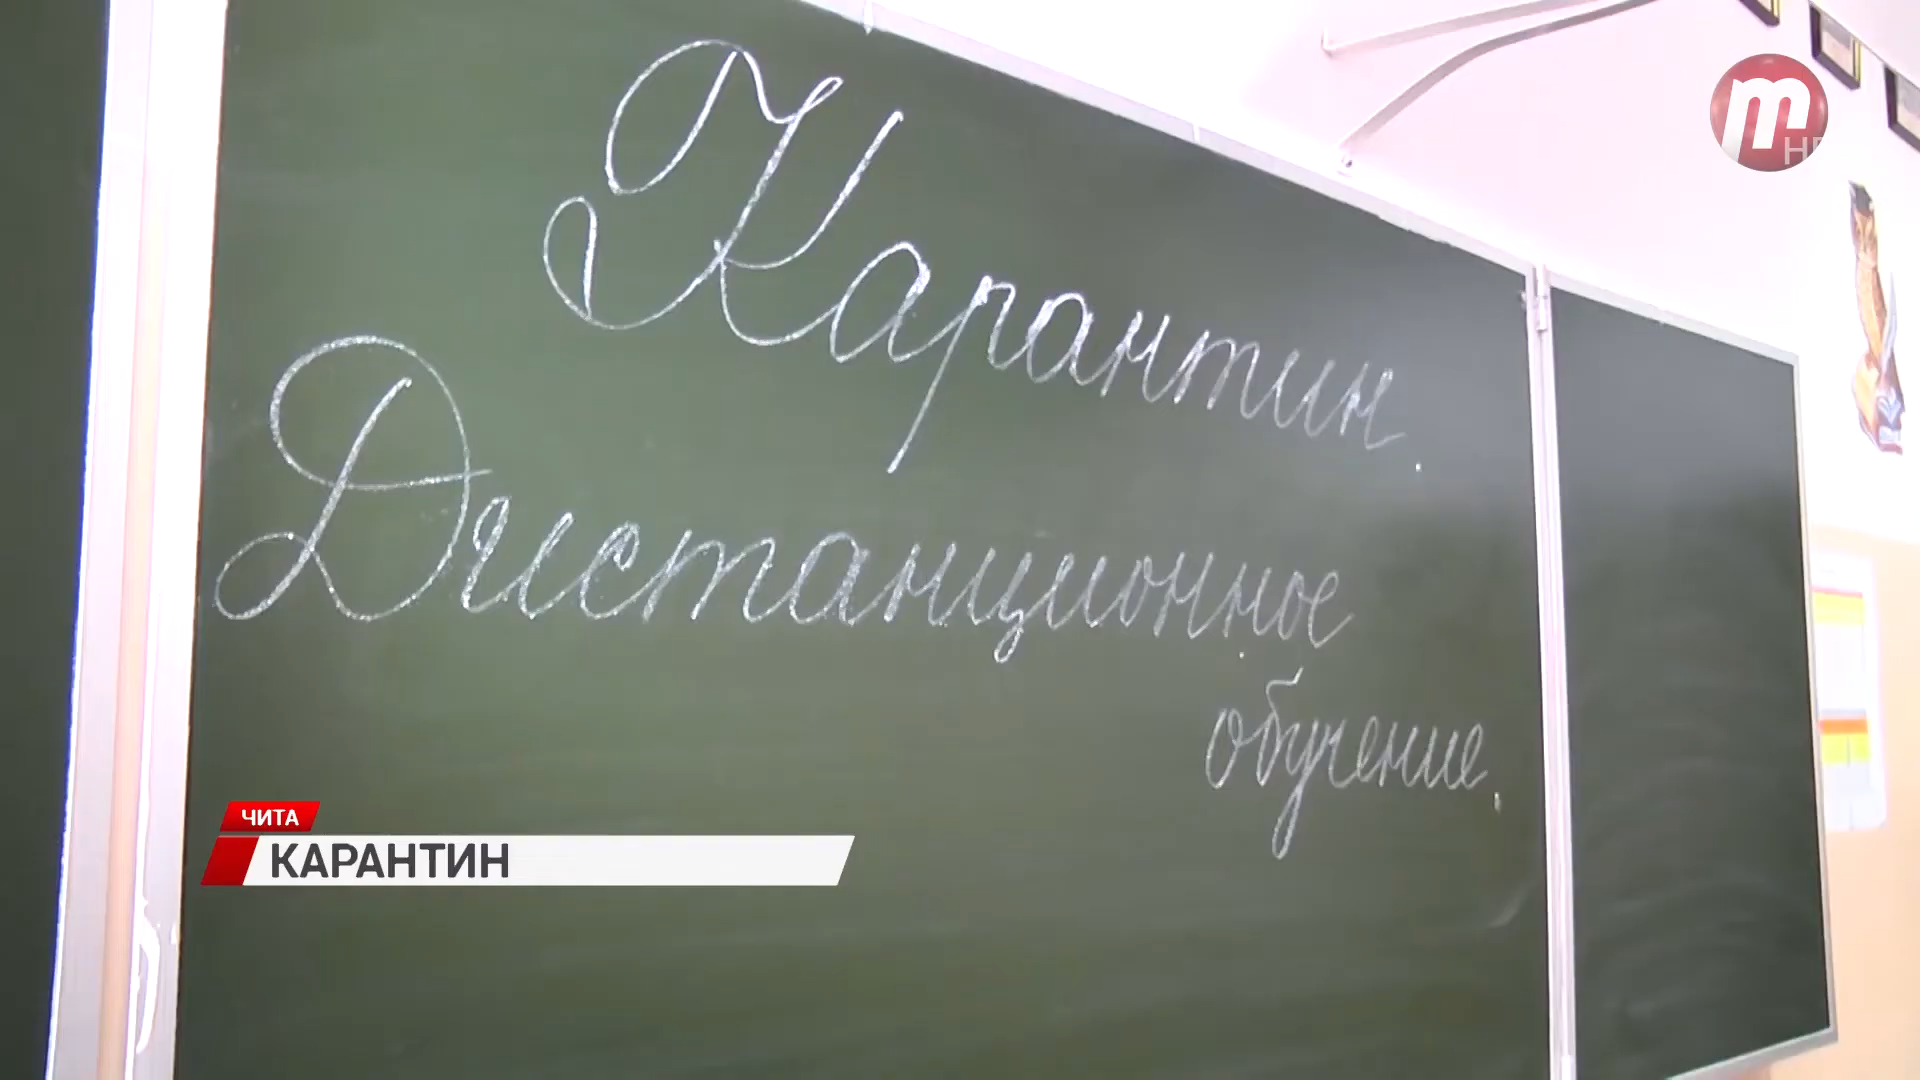 Карантин.
Дистанционное
обучение.
ЧИТА
КАРАНТИН